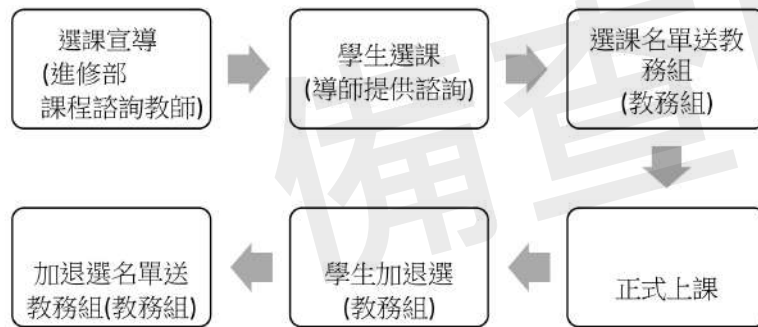 選課宣導
(進修部
課程諮詢教師)
學生選課
(導師提供諮詢)
選課名單送教
務組
(教務組)
正式上課
學生加退選
(教務組)
加退選名單送
教務組(教務組)
備查